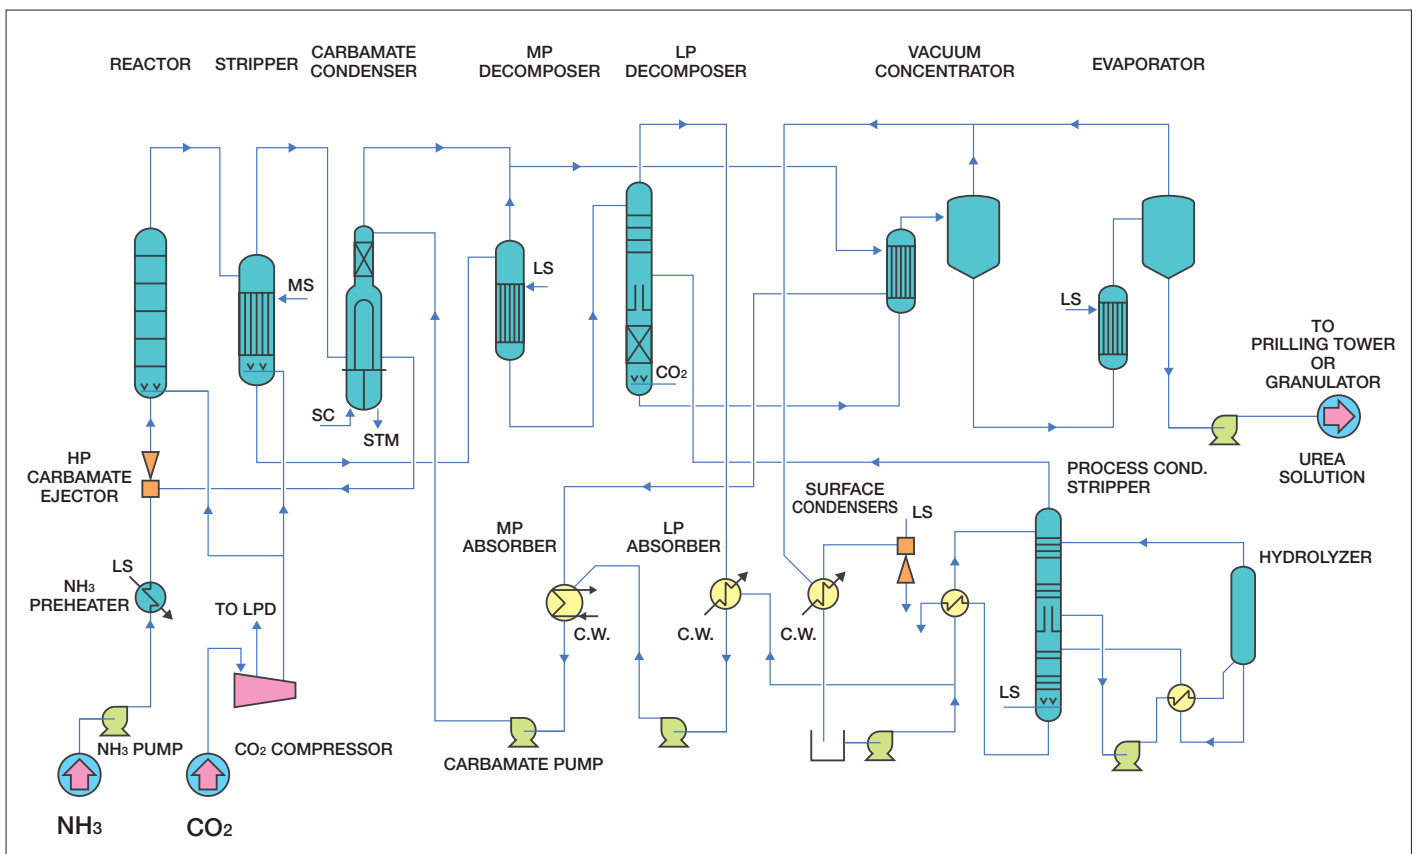 REACTOR
STRIPPER
CARBAMATE
CONDENSER
MP
DECOMPOSER
LP
DECOMPOSER
VACUUM
CONCENTRATOR
EVAPORATOR
MS
LS
LS
CO2
SC
STM
TO
PRILLING TOWER
OR
GRANULATOR
UREA
SOLUTION
HP
CARBAMATE
EJECTOR
PROCESS COND.
STRIPPER
SURFACE
CONDENSERS
LS
MP
ABSORBER
LP
ABSORBER
HYDROLYZER
LS
NH3
PREHEATER
TO LPD
C.W.
C.W.
C.W.
LS
NH3 PUMP
CO2 COMPRESSOR
CARBAMATE PUMP
NH3
CO2